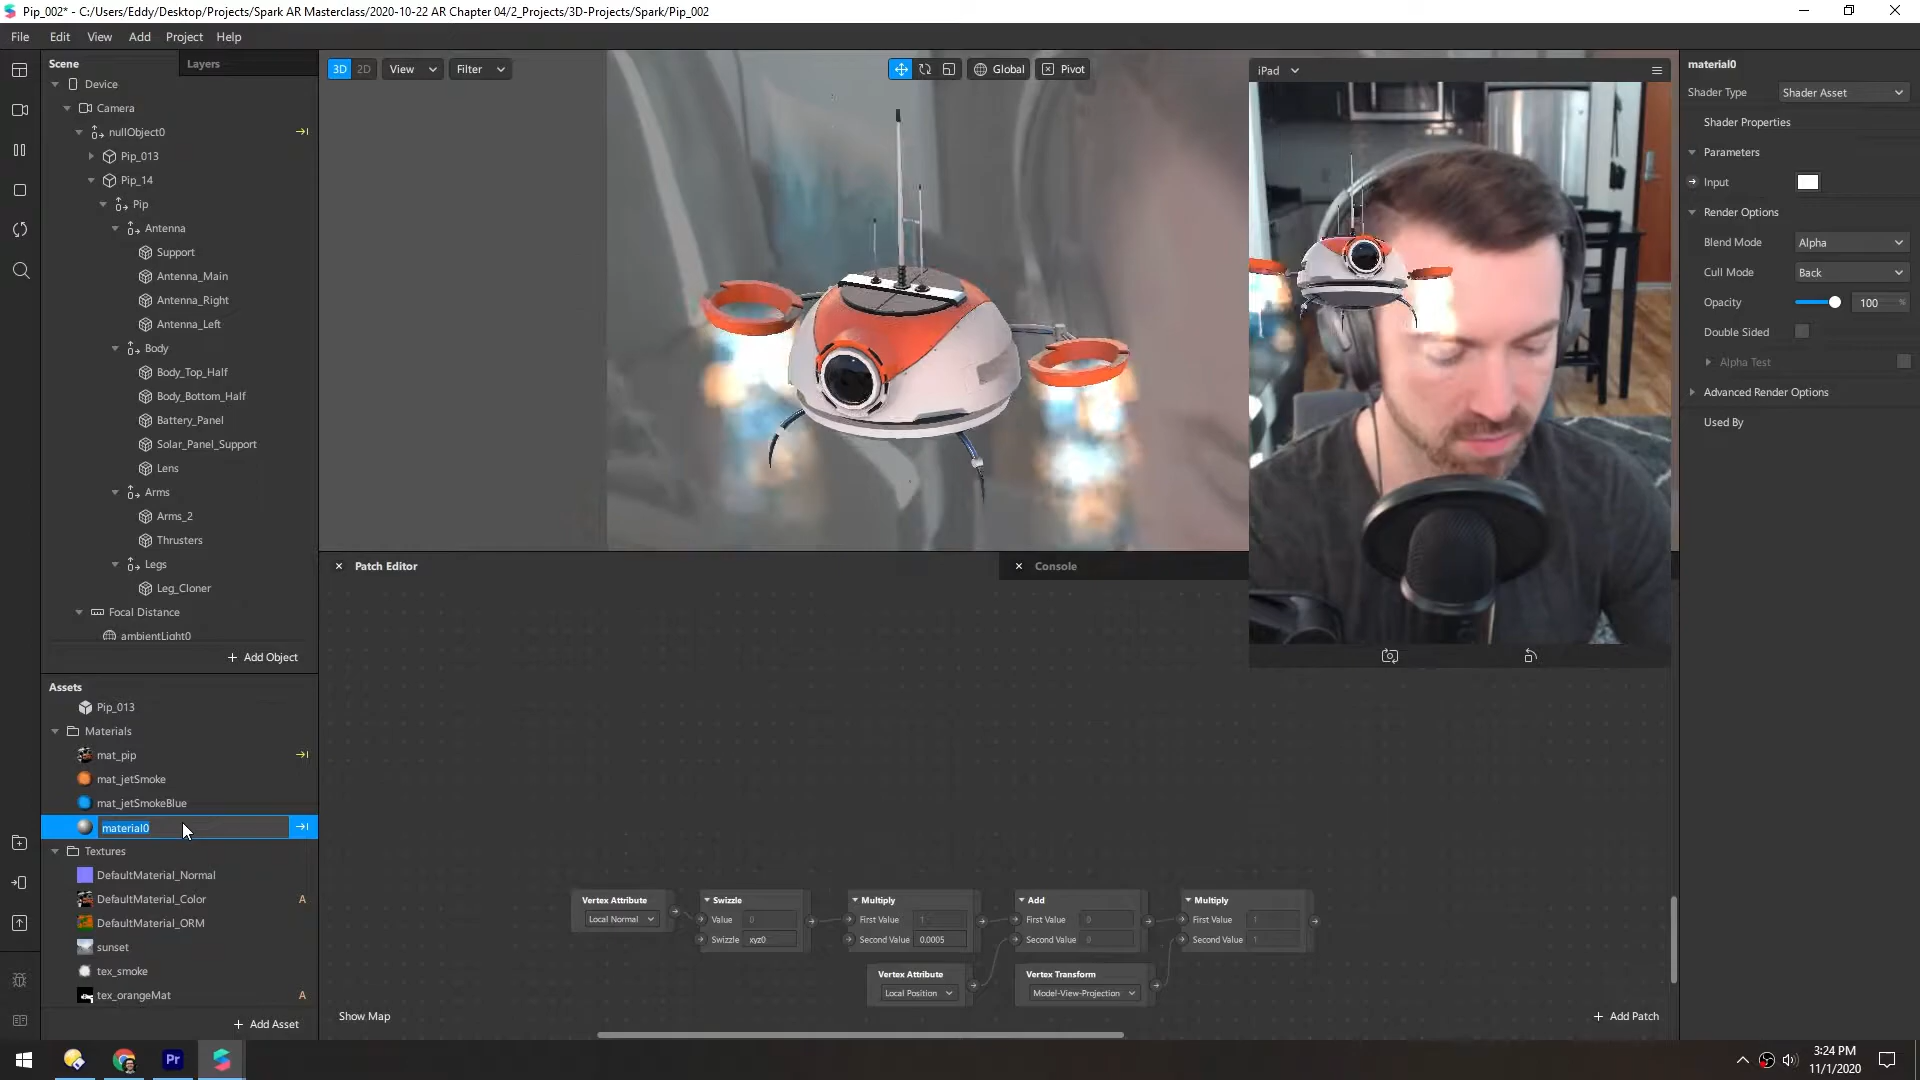 Pip_002* - C:/Users/Eddy/Desktop/Projects/Spark AR Masterclass/2020-10-22 AR Chapter 04/2_Projects/3D-Projects/Spark/Pip_002
File Edit View Add Project Help
Scene
Layers
Device
Camera
nullObject0
Pip_013
Pip_14
Pip
Antenna
Support
Antenna_Main
Antenna_Right
Antenna_Left
Body
Body_Top_Half
Body_Bottom_Half
Battery_Panel
Solar_Panel_Support
Lens
Arms
Arms_2
Thrusters
Legs
Leg_Cloner
Focal Distance
ambientLight0
+ Add Object
Assets
Pip_013
Materials
mat_pip
mat_jetSmoke
mat_jetSmokeBlue
material0
Textures
DefaultMaterial_Normal
DefaultMaterial_Color A
DefaultMaterial_ORM
sunset
tex_smoke
tex_orangeMat A
+ Add Asset
3D 2D View Filter Global Pivot
iPad
Patch Editor
Console
Vertex Attribute
Local Normal
Swizzle
Value 0
Swizzle xyz0
Multiply
First Value 1
Second Value 0.0005
Add
First Value 0
Second Value 0
Multiply
First Value 1
Second Value 1
Vertex Attribute
Local Position
Vertex Transform
Model-View-Projection
Show Map
+ Add Patch
material0
Shader Type Shader Asset
Shader Properties
Parameters
Input
Render Options
Blend Mode Alpha
Cull Mode Back
Opacity 100 %
Double Sided
Alpha Test
Advanced Render Options
Used By
Pr
3:24 PM
11/1/2020